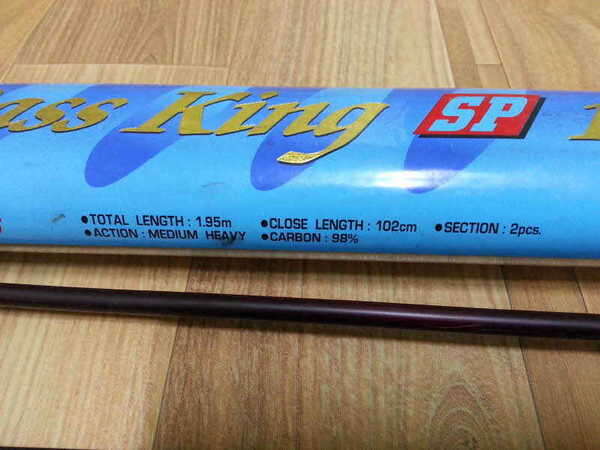 ass King SP
• TOTAL LENGTH : 1.95m • CLOSE LENGTH : 102cm • SECTION : 2pcs.
• ACTION : MEDIUM HEAVY • CARBON : 98%